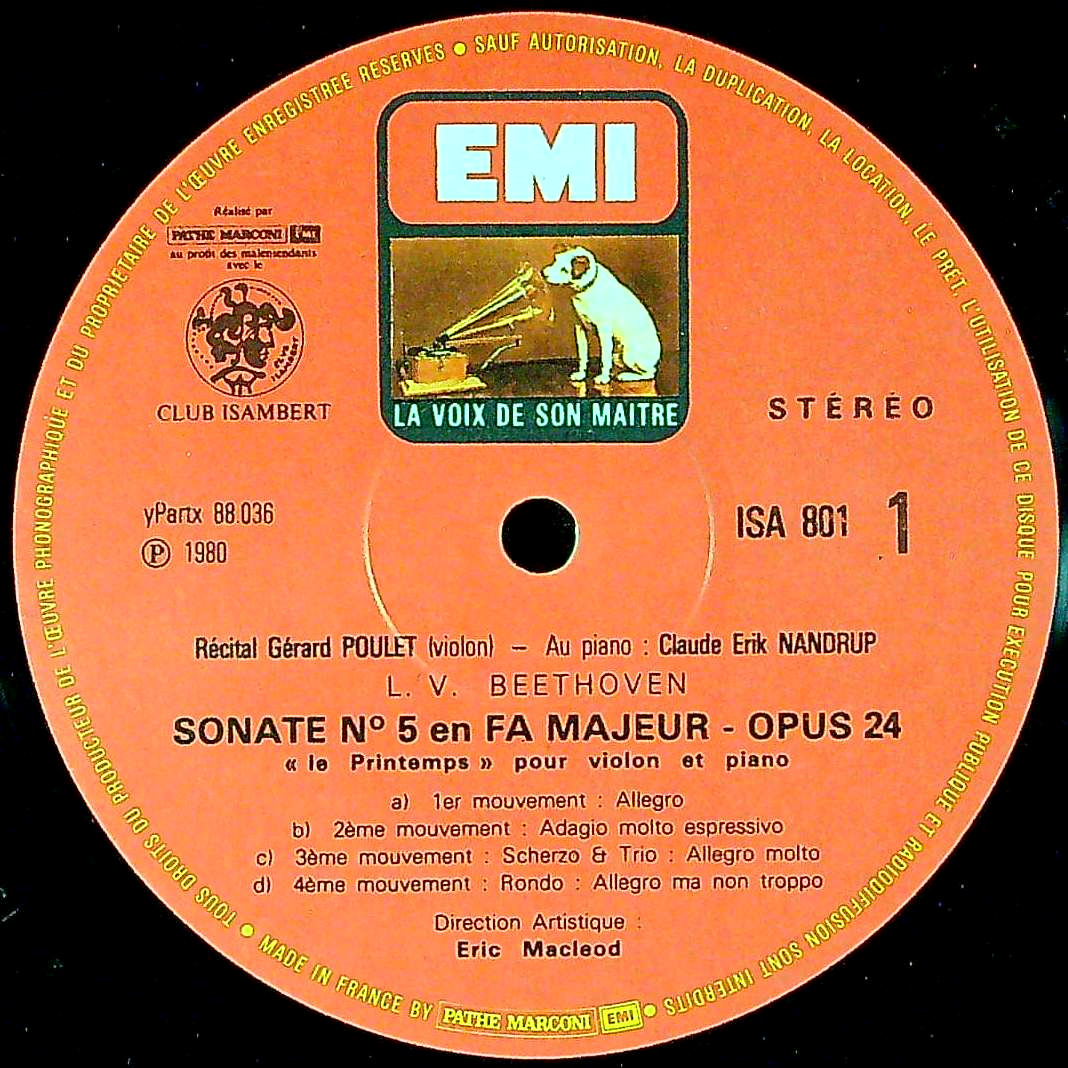 TOUS DROITS DU PRODUCTEUR DE L'ŒUVRE PHONOGRAPHIQUE ET DU PROPRIETAIRE DE L'ŒUVRE ENREGISTREE RESERVES ● SAUF AUTORISATION, LA DUPLICATION, LA LOCATION, LE PRET, L'UTILISATION DE CE DISQUE POUR EXECUTION PUBLIQUE ET RADIODIFFUSION SONT INTERDITS ●
EMI
Réalisé par
PATHE MARCONI EMI
au profit des malentendants
avec le
CLUB ISAMBERT
CLUB ISAMBERT
LA VOIX DE SON MAITRE
STÉRÉO
yPartx 88.036
Ⓟ 1980
ISA 801 1
Récital Gérard POULET (violon) – Au piano : Claude Erik NANDRUP
L. V. BEETHOVEN
SONATE Nº 5 en FA MAJEUR - OPUS 24
« le Printemps » pour violon et piano
a) 1er mouvement : Allegro
b) 2ème mouvement : Adagio molto espressivo
c) 3ème mouvement : Scherzo & Trio : Allegro molto
d) 4ème mouvement : Rondo : Allegro ma non troppo
Direction Artistique :
Eric Macleod
● MADE IN FRANCE BY PATHE MARCONI EMI